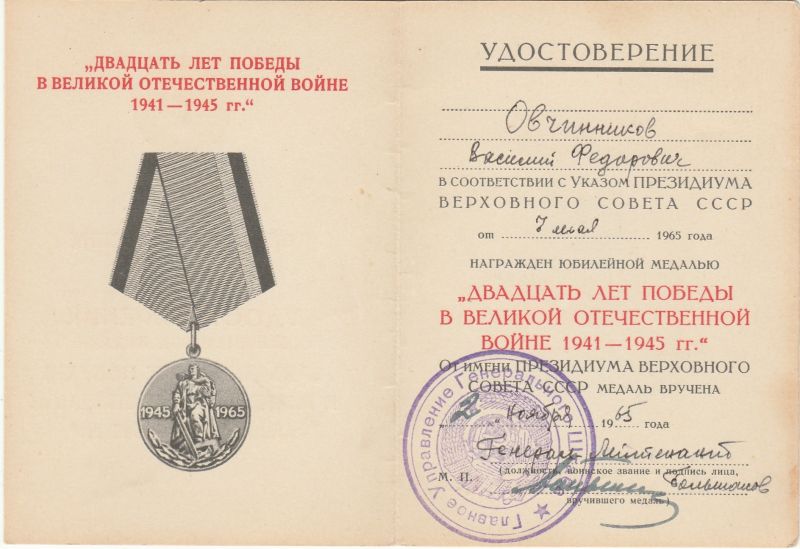 „ДВАДЦАТЬ ЛЕТ ПОБЕДЫ
В ВЕЛИКОЙ ОТЕЧЕСТВЕННОЙ ВОЙНЕ
1941—1945 гг.“
1945 1965
УДОСТОВЕРЕНИЕ
Овчинников
Василий Федорович
В СООТВЕТСТВИИ С УКАЗОМ ПРЕЗИДИУМА
ВЕРХОВНОГО СОВЕТА СССР
от 7 мая 1965 года
НАГРАЖДЕН ЮБИЛЕЙНОЙ МЕДАЛЬЮ
„ДВАДЦАТЬ ЛЕТ ПОБЕДЫ
В ВЕЛИКОЙ ОТЕЧЕСТВЕННОЙ
ВОЙНЕ 1941—1945 гг.“
ОТ ИМЕНИ ПРЕЗИДИУМА ВЕРХОВНОГО
СОВЕТА СССР МЕДАЛЬ ВРУЧЕНА
„2“ ноября 1965 года
Генерал-Лейтенант
(должность, воинское звание и подпись лица,
М. П.
Большаков
вручившего медаль)
Главное Управление Генерального